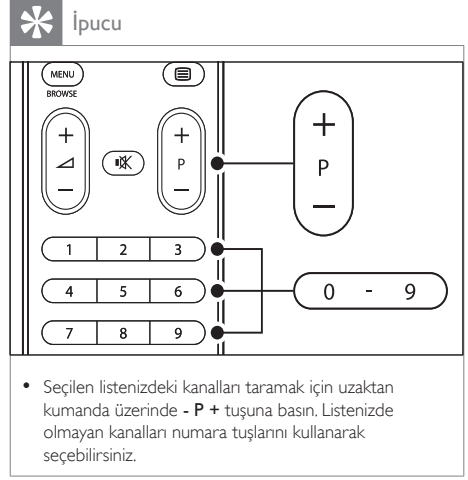 İpucu
MENU
BROWSE
+
P
-
+
P
-
+
P
-
1 2 3
4 5 6
7 8 9
0 - 9
• Seçilen listenizdeki kanalları taramak için uzaktan
kumanda üzerinde - P + tuşuna basın. Listenizde
olmayan kanalları numara tuşlarını kullanarak
seçebilirsiniz.